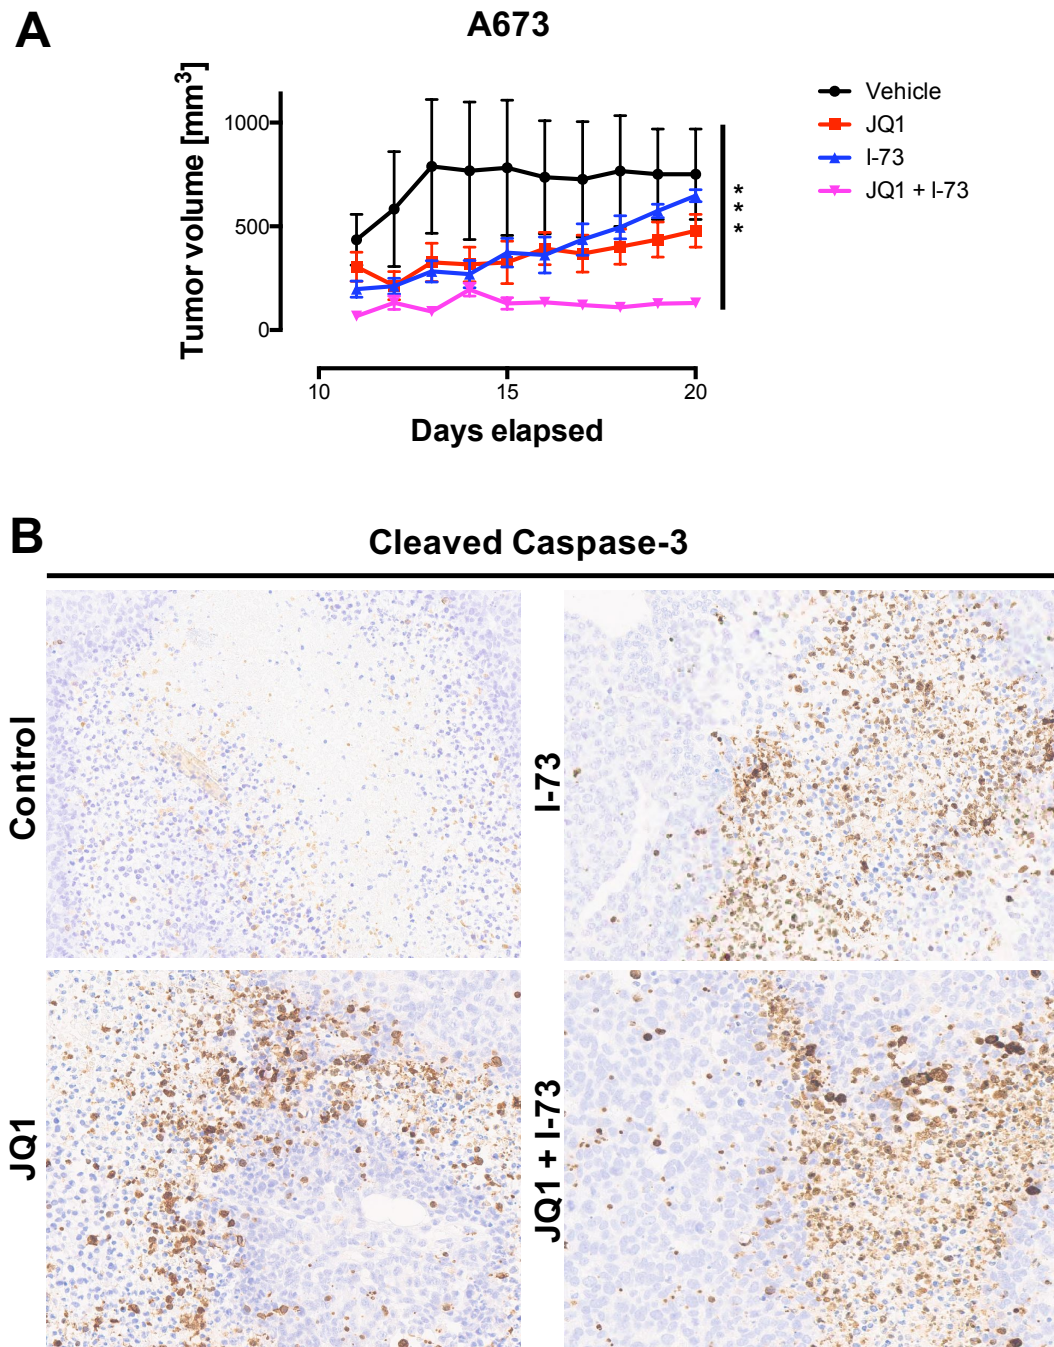 A
A673
Tumor volume [mm³]
1000
500
0
10
15
20
Days elapsed
Vehicle
JQ1
I-73
JQ1 + I-73
***
B
Cleaved Caspase-3
Control
I-73
JQ1
JQ1 + I-73